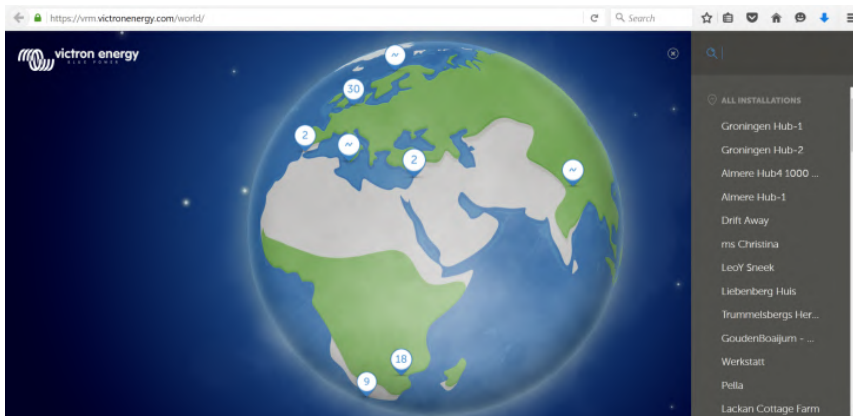 https://vrm.victronenergy.com/world/
Search
victron energy
BLUE POWER
~
30
2
~
2
~
18
9
ALL INSTALLATIONS
Groningen Hub-1
Groningen Hub-2
Almere Hub4 1000 ...
Almere Hub-1
Drift Away
ms Christina
LeoY Sneek
Liebenberg Huis
Trummelsbergs Her...
GoudenBoaijum - ...
Werkstatt
Pella
Lackan Cottage Farm